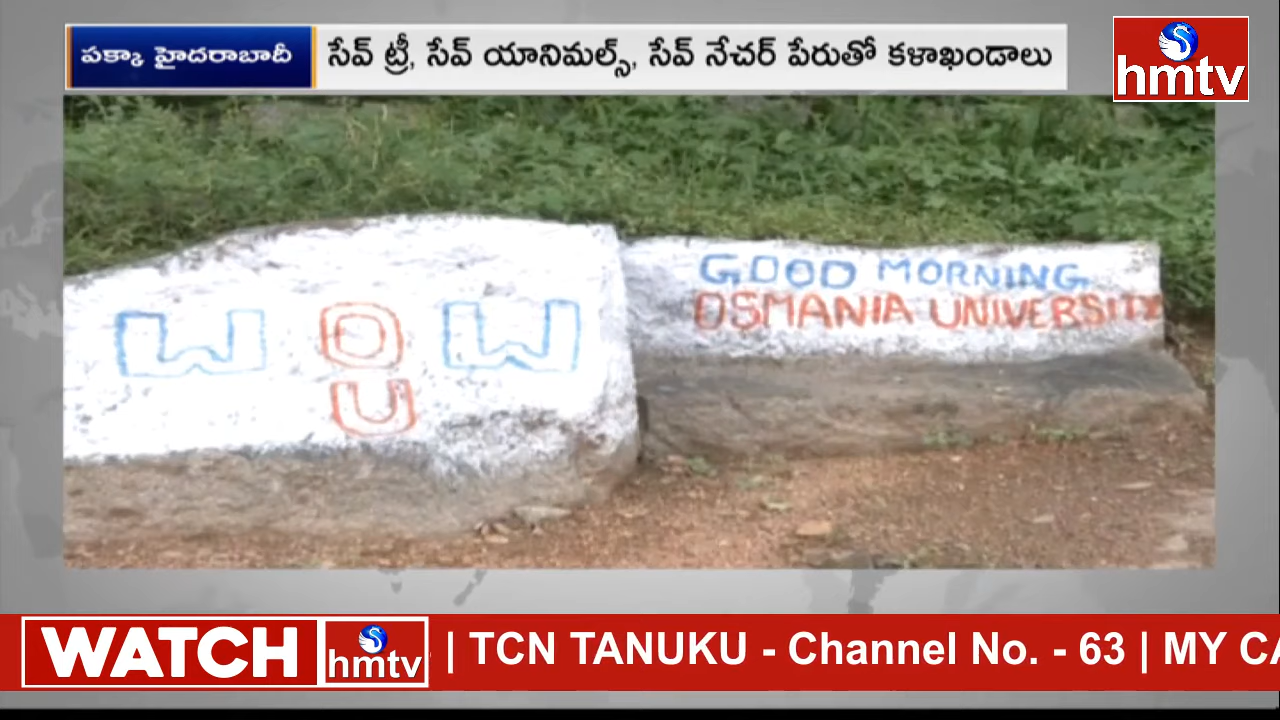 పక్కా హైదరాబాదీ
సేవ్ ట్రీ, సేవ్ యానిమల్స్, సేవ్ నేచర్ పేరుతో కళాఖండాలు
hmtv
GOOD MORNING
OSMANIA UNIVERSITY
W O W
U
WATCH hmtv | TCN TANUKU - Channel No. - 63 | MY CA